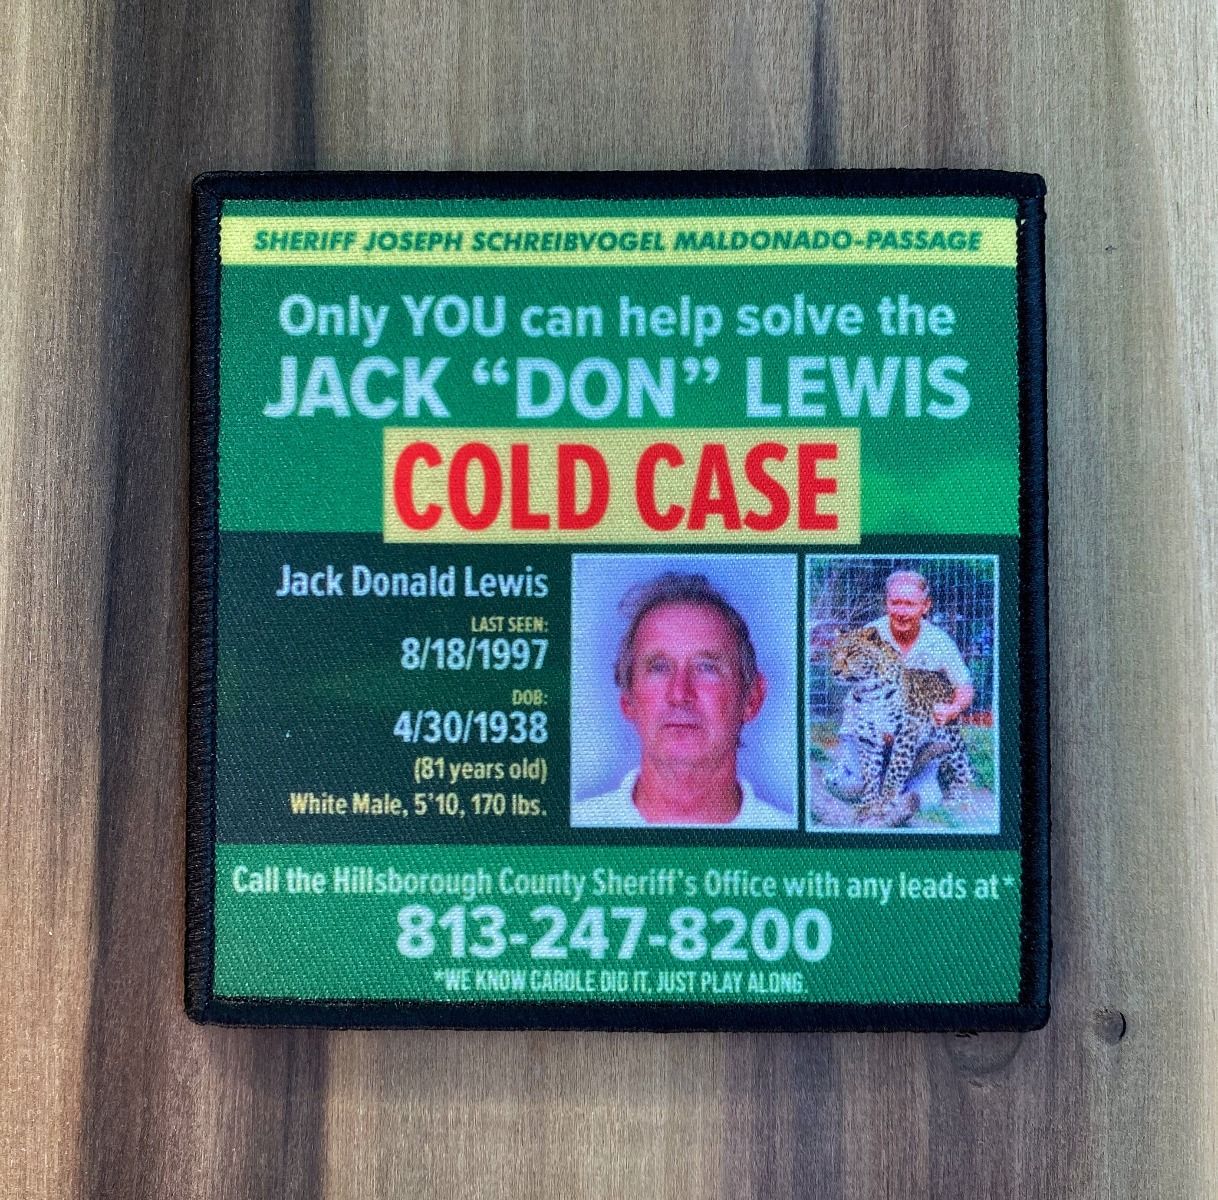 SHERIFF JOSEPH SCHREIBVOGEL MALDONADO-PASSAGE
Only YOU can help solve the
JACK “DON” LEWIS
COLD CASE
Jack Donald Lewis
LAST SEEN:
8/18/1997
DOB:
4/30/1938
(81 years old)
White Male, 5'10, 170 lbs.
Call the Hillsborough County Sheriff's Office with any leads at*
813-247-8200
*WE KNOW CAROLE DID IT, JUST PLAY ALONG.